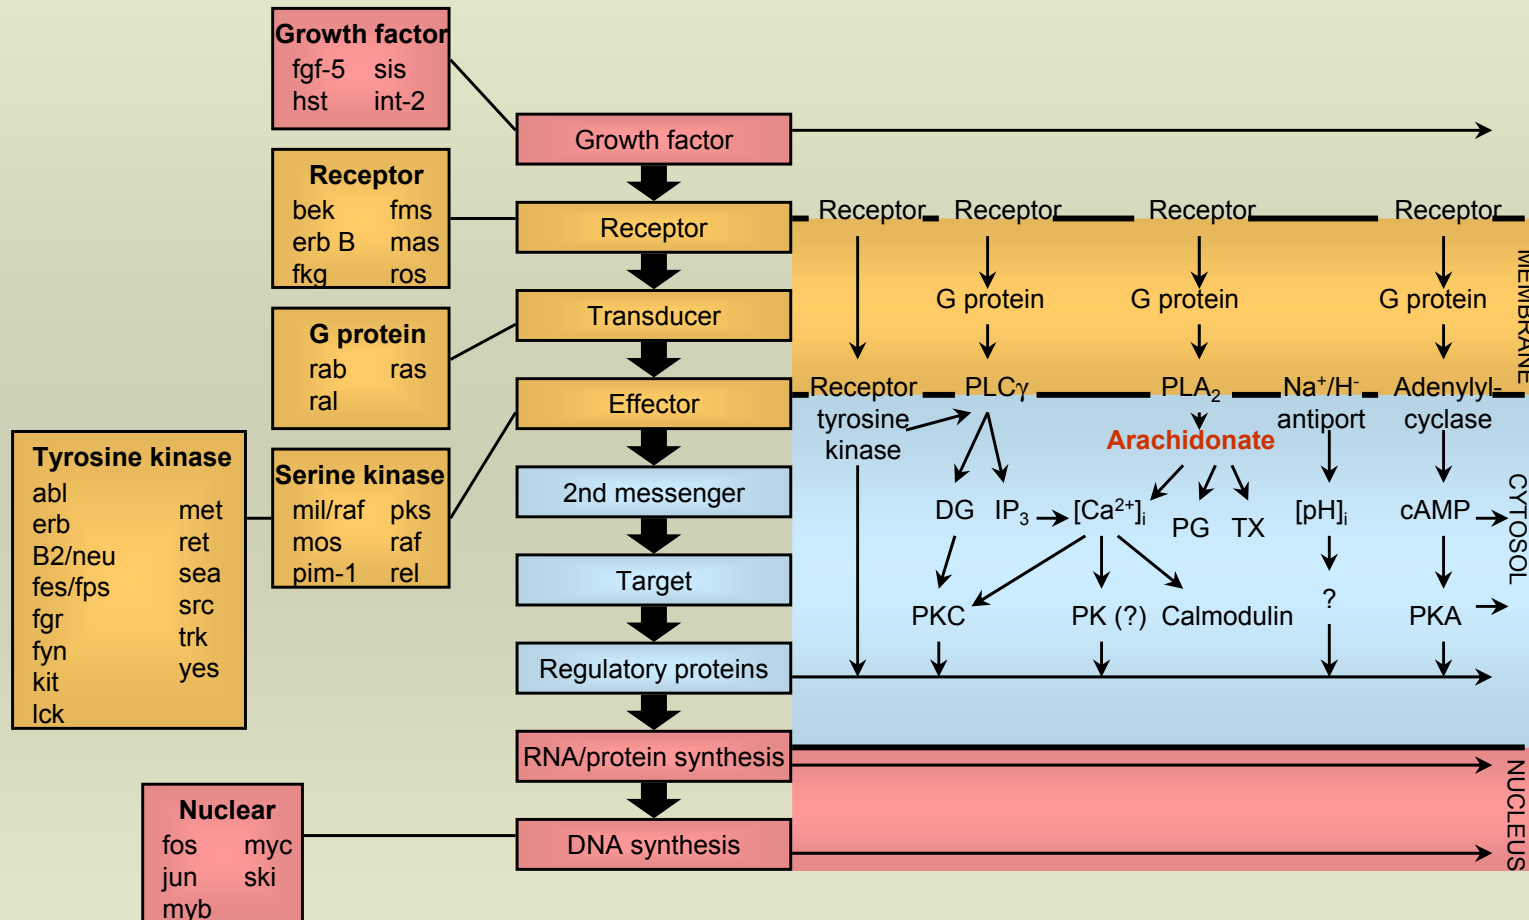 Growth factor
fgf-5 sis
hst int-2
Receptor
bek fms
erb B mas
fkg ros
G protein
rab ras
ral
Tyrosine kinase
abl
erb
B2/neu
fes/fps
fgr
fyn
kit
lck
met
ret
sea
src
trk
yes
Serine kinase
mil/raf pks
mos raf
pim-1 rel
Nuclear
fos myc
jun ski
myb
Growth factor
Receptor
Transducer
Effector
2nd messenger
Target
Regulatory proteins
RNA/protein synthesis
DNA synthesis
Receptor Receptor Receptor Receptor
G protein G protein G protein
Receptor
tyrosine
kinase
PLCγ
PLA₂
Na⁺/H⁻
antiport
Adenylyl-
cyclase
Arachidonate
DG IP₃ [Ca²⁺]ᵢ PG TX [pH]ᵢ cAMP
?
PKC PK (?) Calmodulin PKA
MEMBRANE
CYTOSOL
NUCLEUS